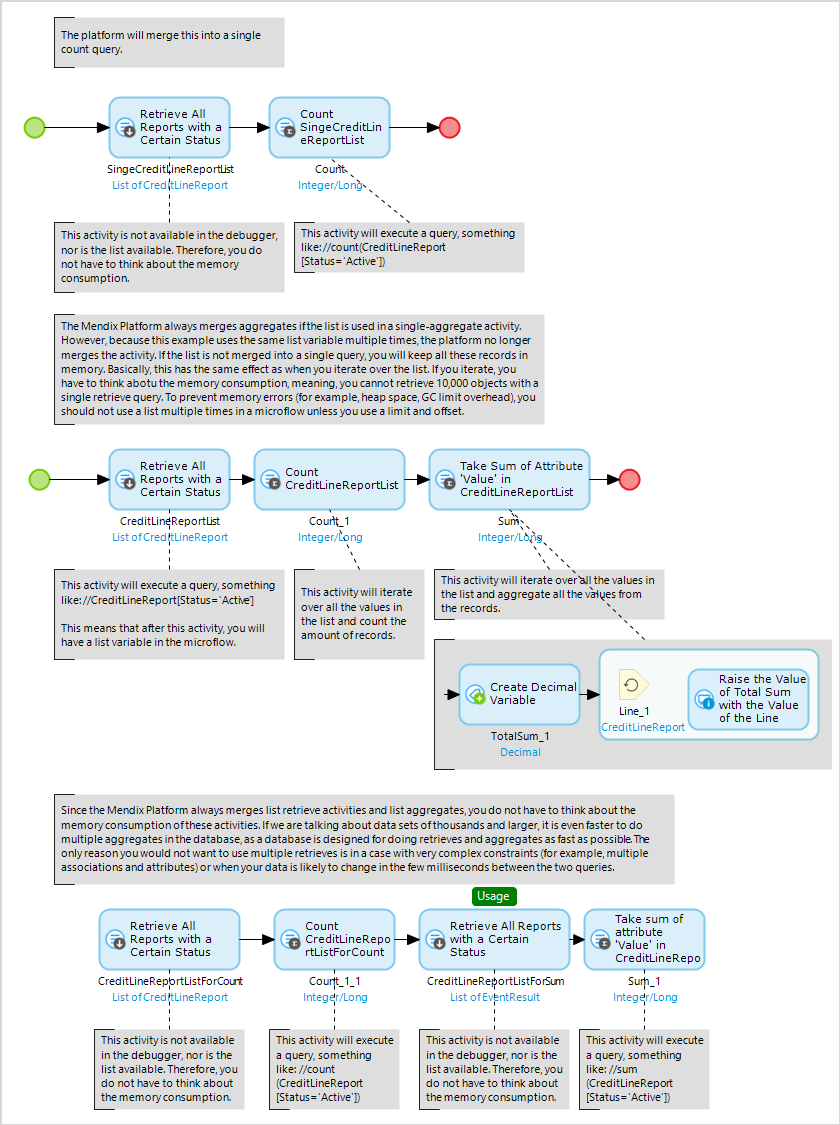 The platform will merge this into a single
count query.
Retrieve All
Reports with a
Certain Status
Count
SingeCreditLin
eReportList
SingeCreditLineReportList
List of CreditLineReport
Count
Integer/Long
This activity is not available in the debugger,
nor is the list available. Therefore, you do
not have to think about the memory
consumption.
This activity will execute a query, something
like://count(CreditLineReport
[Status='Active'])
The Mendix Platform always merges aggregates if the list is used in a single-aggregate activity.
However, because this example uses the same list variable multiple times, the platform no longer
merges the activity. If the list is not merged into a single query, you will keep all these records in
memory. Basically, this has the same effect as when you iterate over the list. If you iterate, you
have to think abotu the memory consumption, meaning, you cannot retrieve 10,000 objects with a
single retrieve query. To prevent memory errors (for example, heap space, GC limit overhead), you
should not use a list multiple times in a microflow unless you use a limit and offset.
Retrieve All
Reports with a
Certain Status
Count
CreditLineReportList
Take Sum of Attribute
'Value' in
CreditLineReportList
CreditLineReportList
List of CreditLineReport
Count_1
Integer/Long
Sum
Integer/Long
This activity will execute a query, something
like://CreditLineReport[Status='Active']
This means that after this activity, you will
have a list variable in the microflow.
This activity will iterate
over all the values in
the list and count the
amount of records.
This activity will iterate over all the values in
the list and aggregate all the values from
the records.
Create Decimal
Variable
TotalSum_1
Decimal
Line_1
CreditLineReport
Raise the Value
of Total Sum
with the Value
of the Line
Since the Mendix Platform always merges list retrieve activities and list aggregates, you do not have to think about the
memory consumption of these activities. If we are talking about data sets of thousands and larger, it is even faster to do
multiple aggregates in the database, as a database is designed for doing retrieves and aggregates as fast as possible. The
only reason you would not want to use multiple retrieves is in a case with very complex constraints (for example, multiple
associations and attributes) or when your data is likely to change in the few milliseconds between the two queries.
Usage
Retrieve All
Reports with a
Certain Status
Count
CreditLineRepo
rtListForCount
Retrieve All Reports
with a Certain
Status
Take sum of
attribute
'Value' in
CreditLineRepo
CreditLineReportListForCount
List of CreditLineReport
Count_1_1
Integer/Long
CreditLineReportListForSum
List of EventResult
Sum_1
Integer/Long
This activity is not available
in the debugger, nor is the
list available. Therefore, you
do not have to think about
the memory consumption.
This activity will execute
a query, something
like: //count
(CreditLineReport
[Status='Active'])
This activity is not available
in the debugger, nor is the
list available. Therefore, you
do not have to think about
the memory consumption.
This activity will execute
a query, something
like: //sum
(CreditLineReport
[Status='Active'])